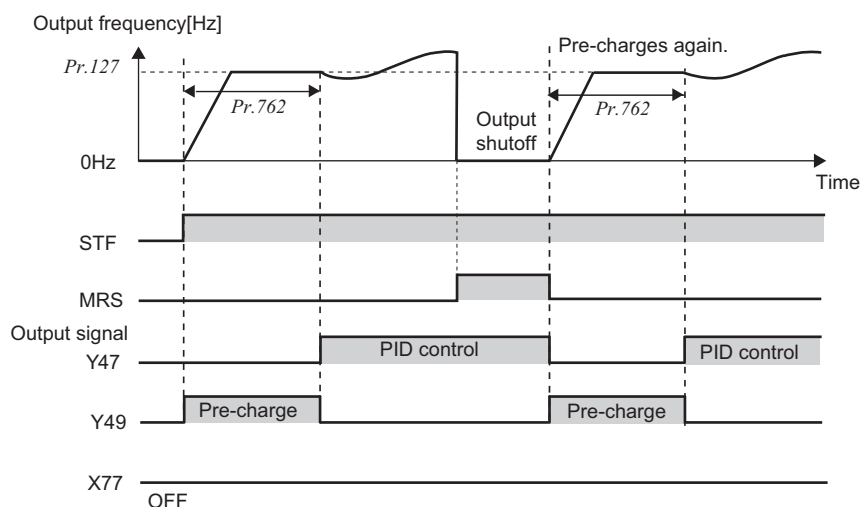 Output frequency[Hz]
Pre-charges again.
Pr.127
Pr.762
Output
shutoff
Pr.762
0Hz
Time
STF
MRS
Output signal
Y47
PID control
PID control
Y49
Pre-charge
Pre-charge
X77
OFF